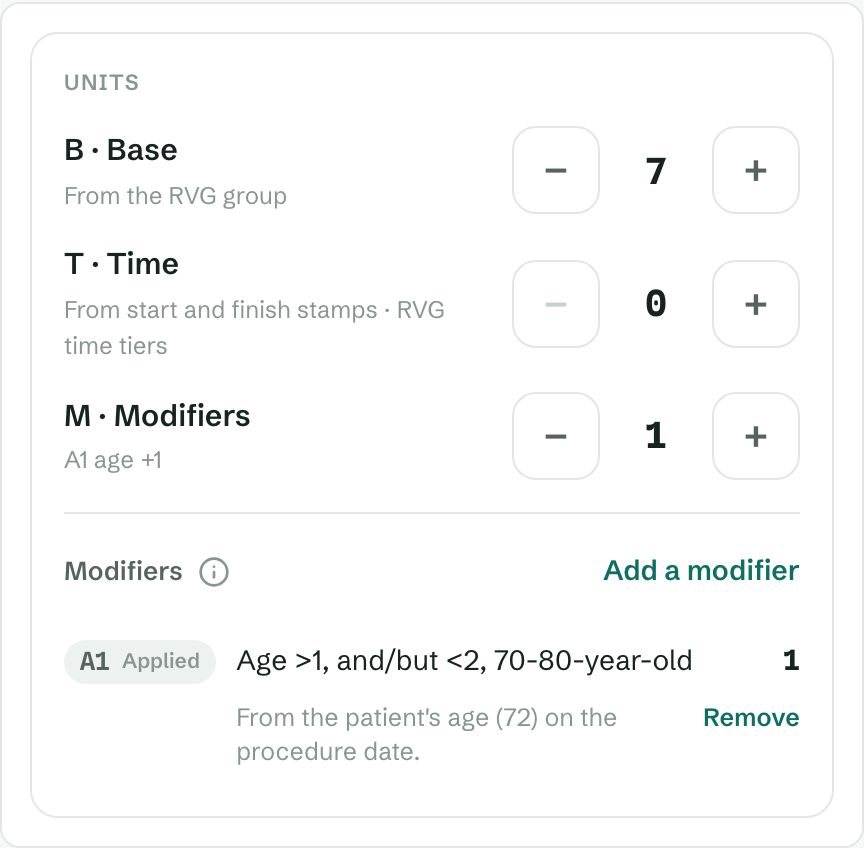 UNITS
B · Base
From the RVG group
− 7 +
T · Time
From start and finish stamps · RVG
time tiers
− 0 +
M · Modifiers
A1 age +1
− 1 +
Modifiers
Add a modifier
A1 Applied
Age >1, and/but <2, 70-80-year-old
1
From the patient's age (72) on the
procedure date.
Remove